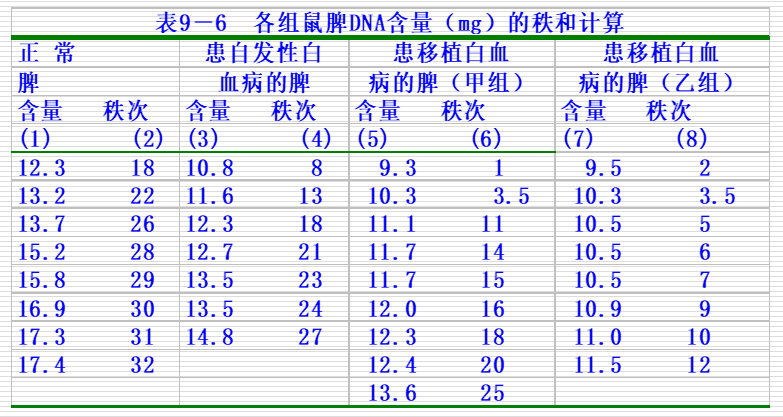 表9－6 各组鼠脾DNA含量（mg）的秩和计算
正 常 患自发性白 患移植白血 患移植白血
脾 血病的脾 病的脾（甲组） 病的脾（乙组）
含量 秩次 含量 秩次 含量 秩次 含量 秩次
(1) (2) (3) (4) (5) (6) (7) (8)
12.3 18 10.8 8 9.3 1 9.5 2
13.2 22 11.6 13 10.3 3.5 10.3 3.5
13.7 26 12.3 18 11.1 11 10.5 5
15.2 28 12.7 21 11.7 14 10.5 6
15.8 29 13.5 23 11.7 15 10.5 7
16.9 30 13.5 24 12.0 16 10.9 9
17.3 31 14.8 27 12.3 18 11.0 10
17.4 32 12.4 20 11.5 12
13.6 25